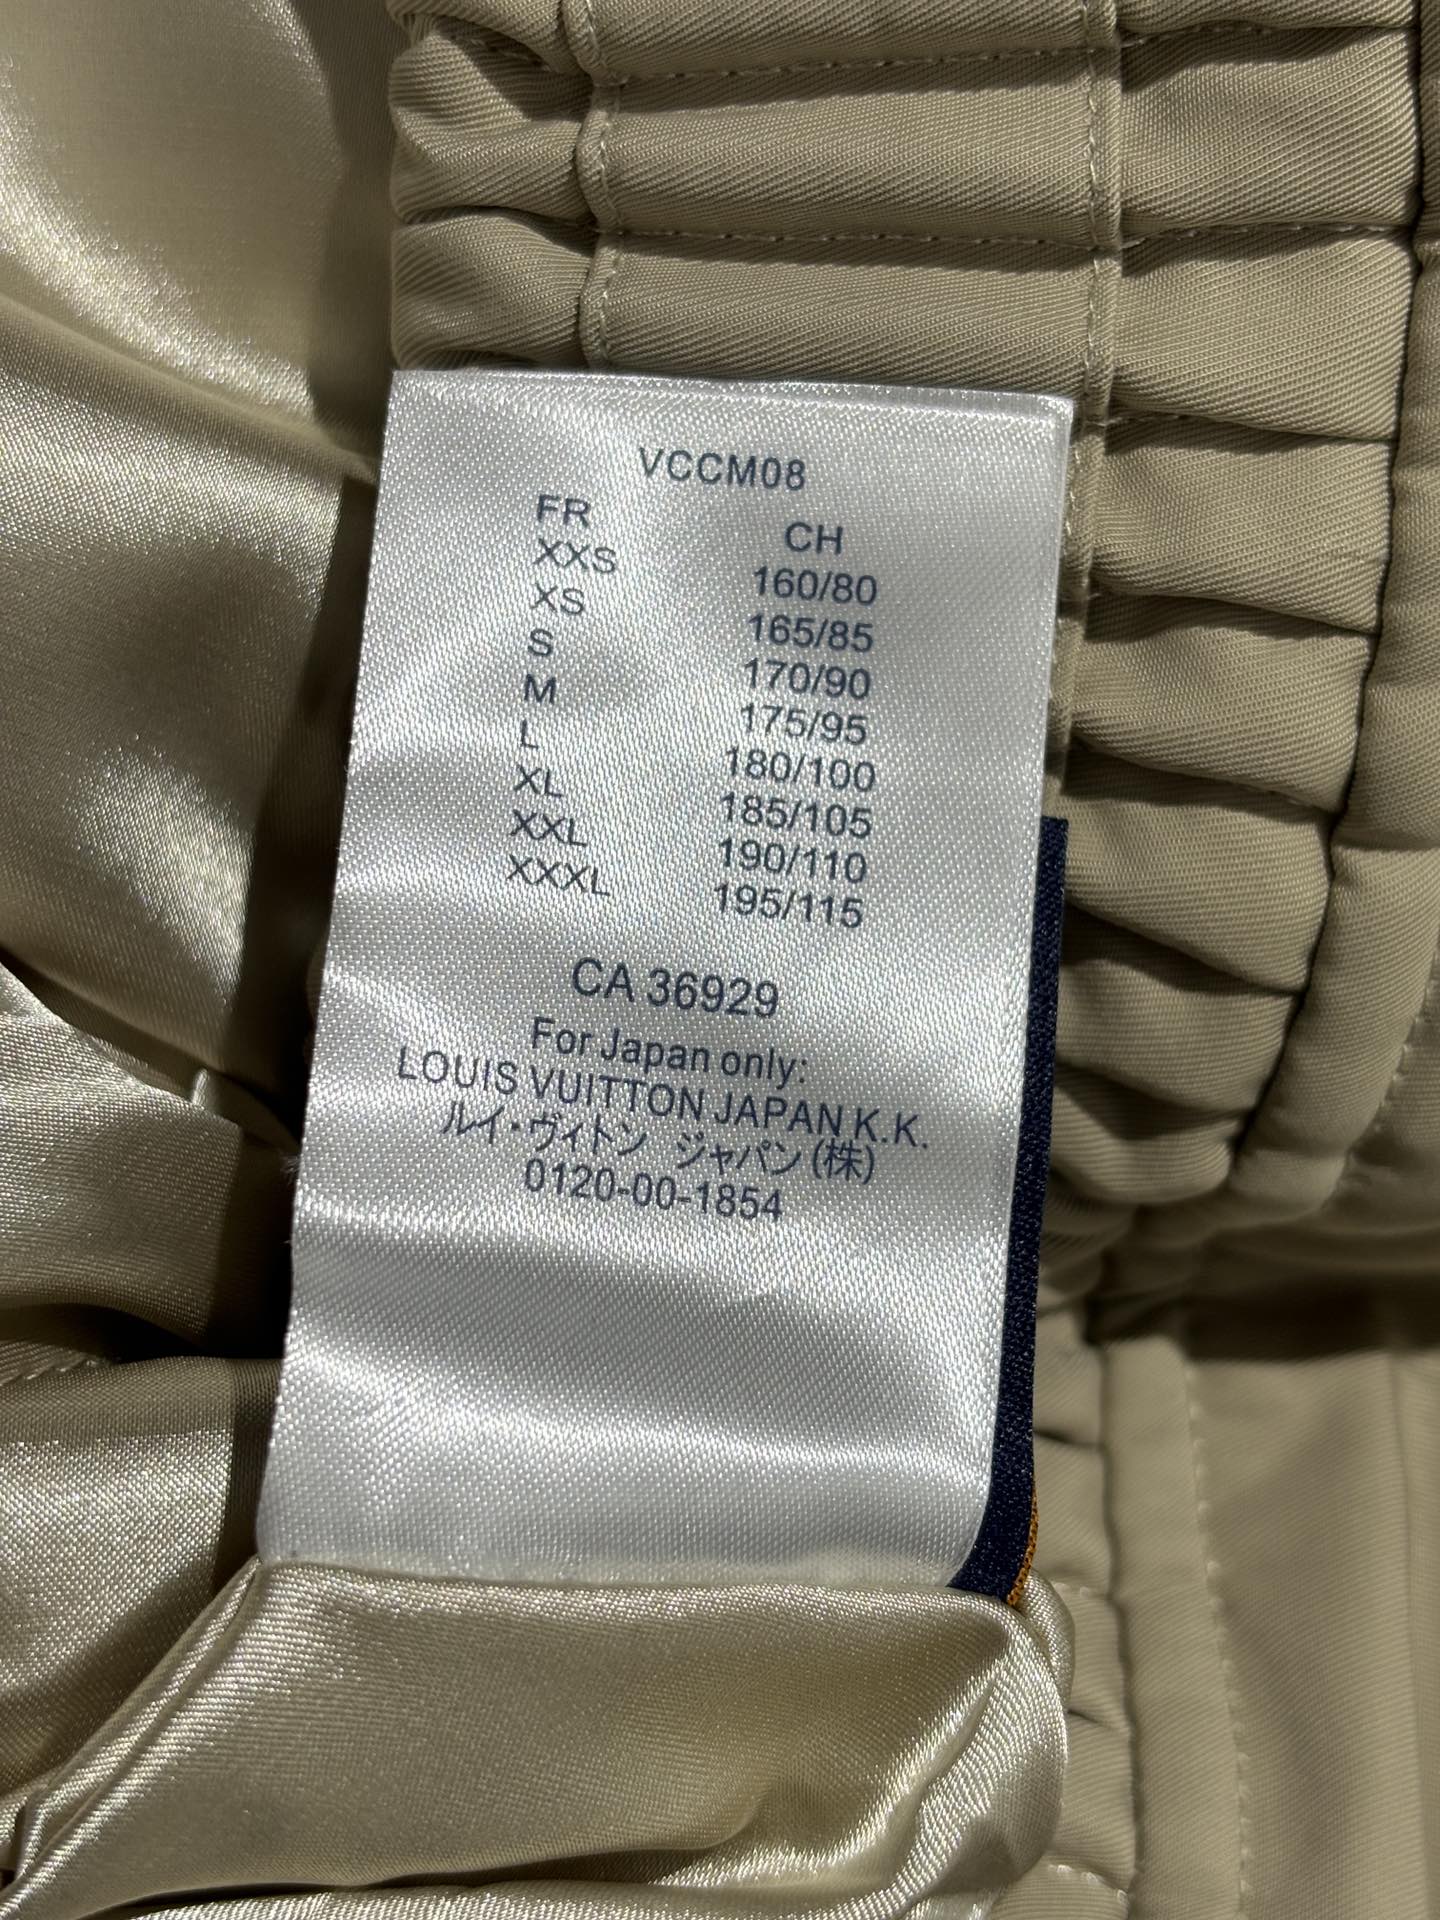 VCCM08
FR CH
XXS 160/80
XS 165/85
S 170/90
M 175/95
L 180/100
XL 185/105
XXL 190/110
XXXL 195/115
CA 36929
For Japan only:
LOUIS VUITTON JAPAN K.K.
ルイ・ヴィトン ジャパン (株)
0120-00-1854